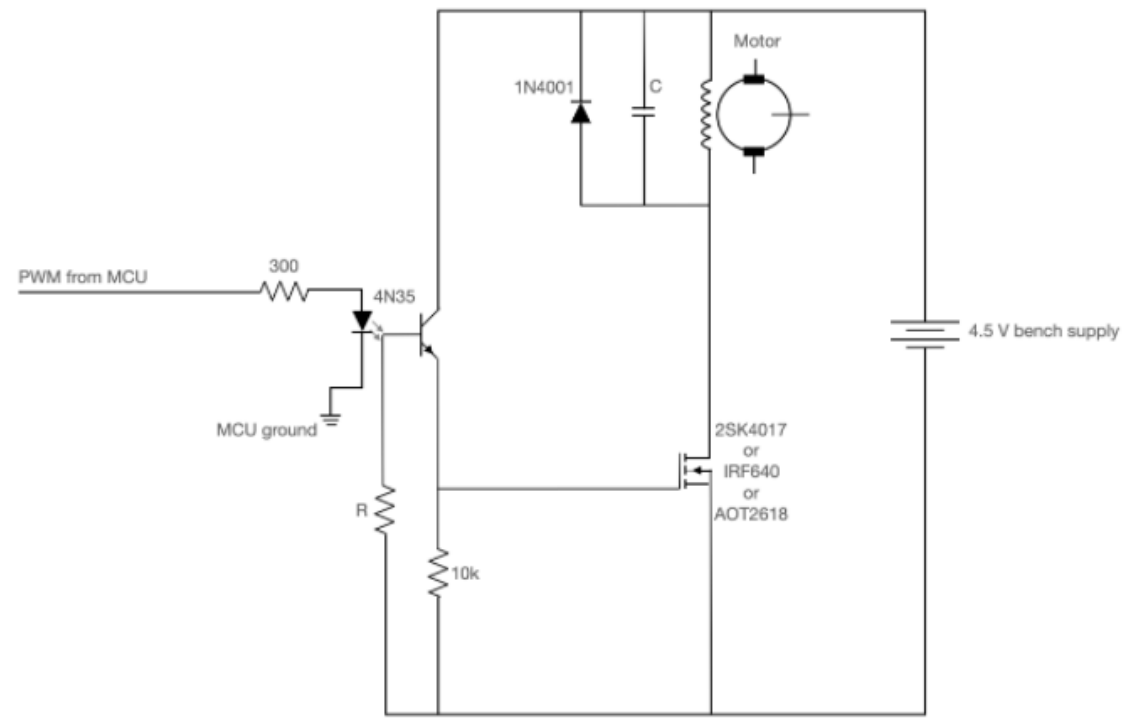 Motor
1N4001
C
300
PWM from MCU
4N35
4.5 V bench supply
MCU ground
2SK4017
or
IRF640
or
AOT2618
R
10k